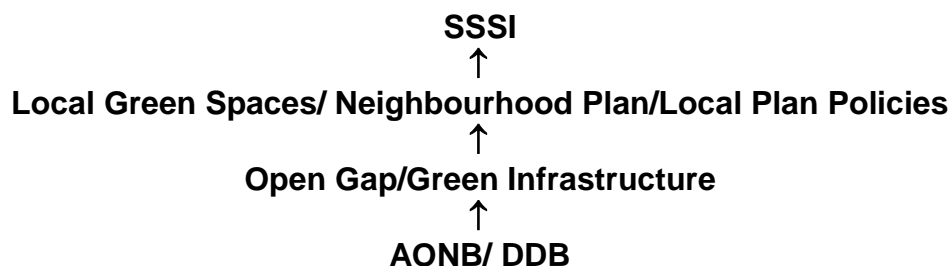 SSSI
↑
Local Green Spaces/ Neighbourhood Plan/Local Plan Policies
↑
Open Gap/Green Infrastructure
↑
AONB/ DDB